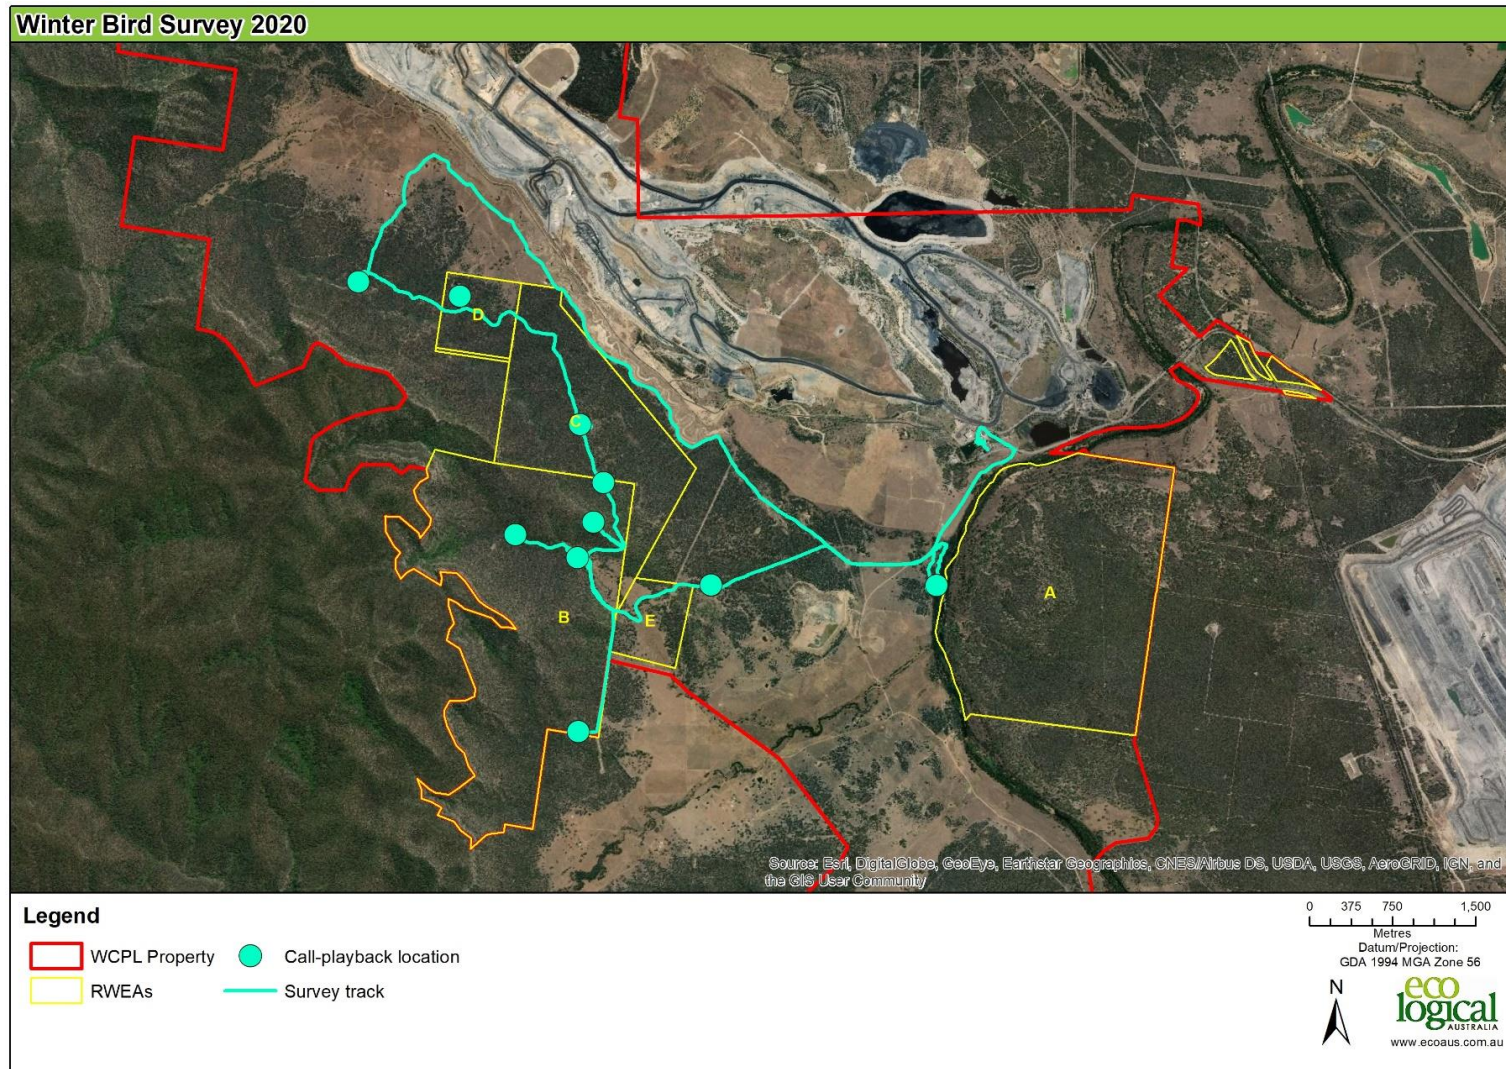 Winter Bird Survey 2020
D
C
B
E
A
Source: Esri, DigitalGlobe, GeoEye, Earthstar Geographics, CNES/Airbus DS, USDA, USGS, AeroGRID, IGN, and
the GIS User Community
Legend
WCPL Property
Call-playback location
RWEAs
Survey track
0 375 750 1,500
Metres
Datum/Projection:
GDA 1994 MGA Zone 56
N
eco
logical
AUSTRALIA
www.ecoaus.com.au